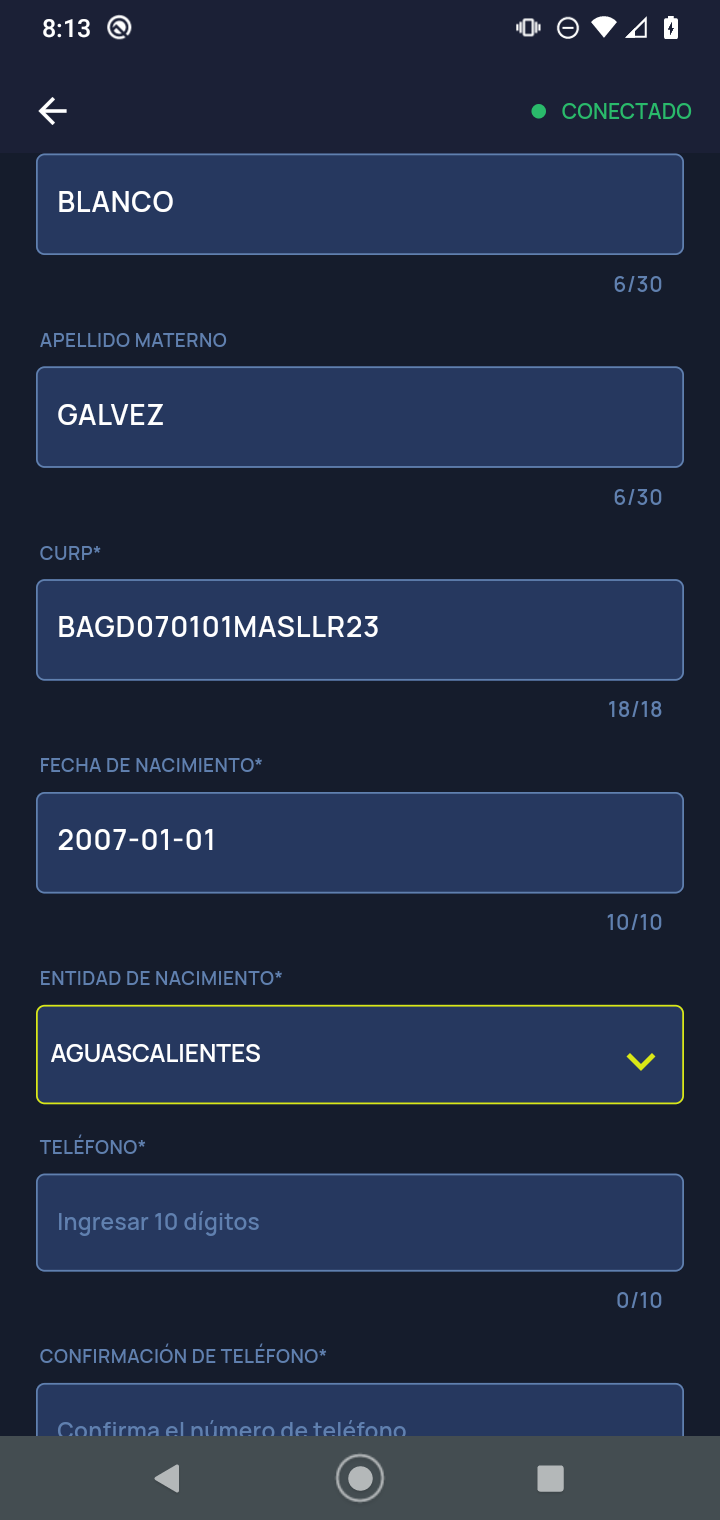 8:13
CONECTADO
BLANCO
6/30
APELLIDO MATERNO
GALVEZ
6/30
CURP*
BAGD070101MASLLR23
18/18
FECHA DE NACIMIENTO*
2007-01-01
10/10
ENTIDAD DE NACIMIENTO*
AGUASCALIENTES
TELÉFONO*
Ingresar 10 dígitos
0/10
CONFIRMACIÓN DE TELÉFONO*
Confirma el número de teléfono